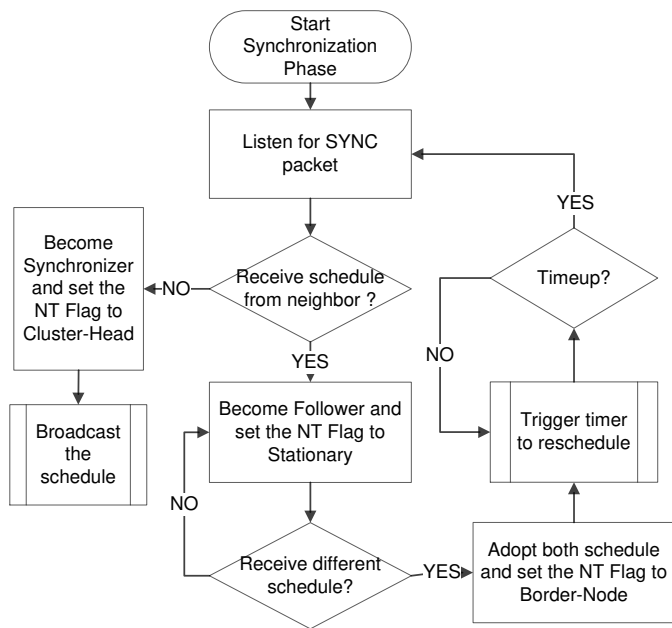 Start
Synchronization
Phase
Listen for SYNC
packet
YES
Become
Synchronizer
and set the
NT Flag to
Cluster-Head
NO
Receive schedule
from neighbor ?
Timeup?
YES
NO
Broadcast
the
schedule
Become Follower and
set the NT Flag to
Stationary
Trigger timer
to reschedule
NO
Receive different
schedule?
YES
Adopt both schedule
and set the NT Flag to
Border-Node